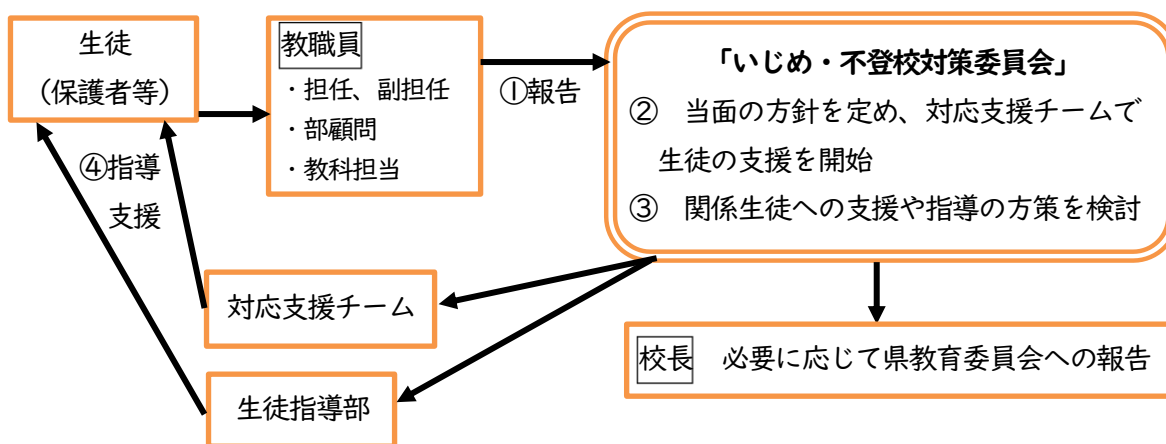 生徒
(保護者等)
教職員
・担任、副担任
・部顧問
・教科担当
①報告
「いじめ・不登校対策委員会」
② 当面の方針を定め、対応支援チームで
生徒の支援を開始
③ 関係生徒への支援や指導の方策を検討
④指導
支援
対応支援チーム
生徒指導部
校長 必要に応じて県教育委員会への報告